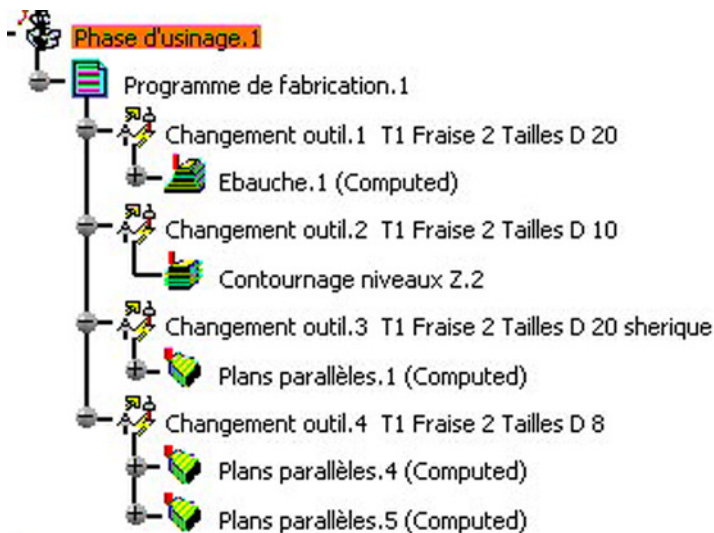 Phase d'usinage.1
Programme de fabrication.1
Changement outil.1 T1 Fraise 2 Tailles D 20
Ebauche.1 (Computed)
Changement outil.2 T1 Fraise 2 Tailles D 10
Contournage niveaux Z.2
Changement outil.3 T1 Fraise 2 Tailles D 20 sherique
Plans parallèles.1 (Computed)
Changement outil.4 T1 Fraise 2 Tailles D 8
Plans parallèles.4 (Computed)
Plans parallèles.5 (Computed)